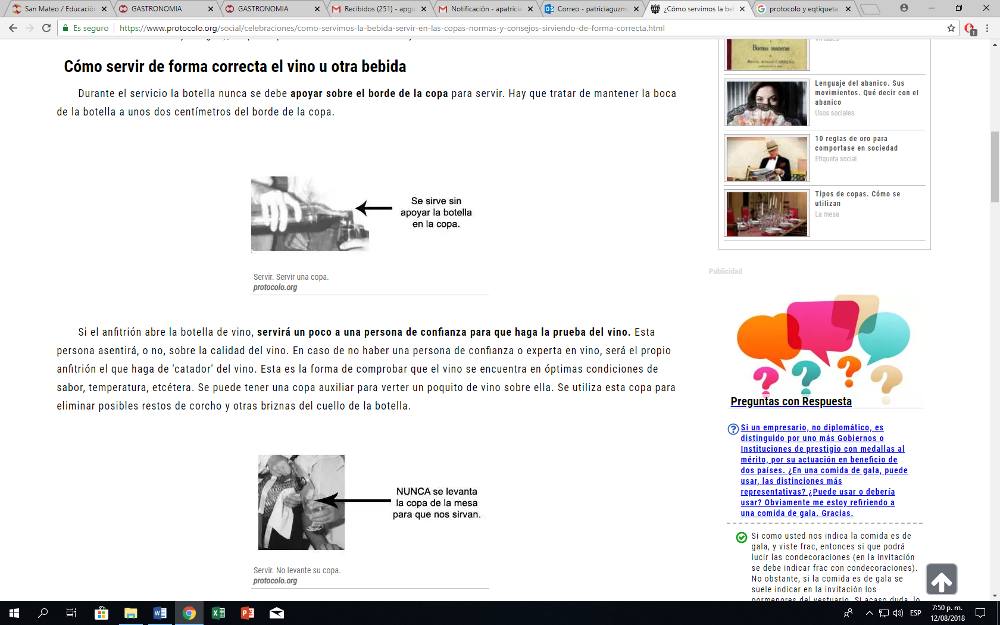 San Mateo / Educación
GASTRONOMIA
GASTRONOMIA
Recibidos (251) - apgu
Notificación - apatricia
Correo - patriciaguzm
¿Cómo servimos la be
protocolo y eqtiqueta
Es seguro
https://www.protocolo.org/social/celebraciones/como-servimos-la-bebida-servir-en-las-copas-normas-y-consejos-sirviendo-de-forma-correcta.html
1
Cómo servir de forma correcta el vino u otra bebida
Durante el servicio la botella nunca se debe apoyar sobre el borde de la copa para servir. Hay que tratar de mantener la boca
de la botella a unos dos centímetros del borde de la copa.
Se sirve sin
apoyar la botella
en la copa.
Servir. Servir una copa.
protocolo.org
Si el anfitrión abre la botella de vino, servirá un poco a una persona de confianza para que haga la prueba del vino. Esta
persona asentirá, o no, sobre la calidad del vino. En caso de no haber una persona de confianza o experta en vino, será el propio
anfitrión el que haga de 'catador' del vino. Esta es la forma de comprobar que el vino se encuentra en óptimas condiciones de
sabor, temperatura, etcétera. Se puede tener una copa auxiliar para verter un poquito de vino sobre ella. Se utiliza esta copa para
eliminar posibles restos de corcho y otras briznas del cuello de la botella.
NUNCA se levanta
la copa de la mesa
para que nos sirvan.
Servir. No levante su copa.
protocolo.org
Buenas maneras
Virtudes
Lenguaje del abanico. Sus
movimientos. Qué decir con el
abanico
Usos sociales
10 reglas de oro para
comportase en sociedad
Etiqueta social
Tipos de copas. Cómo se
utilizan
La mesa
Publicidad
Preguntas con Respuesta
Si un empresario, no diplomático, es
distinguido por uno más Gobiernos o
Instituciones de prestigio con medallas al
mérito, por su actuación en beneficio de
dos países. ¿En una comida de gala, puede
usar, las distinciones más
representativas? ¿Puede usar o debería
usar? Obviamente me estoy refiriendo a
una comida de gala. Gracias.
Si como usted nos indica la comida es de
gala, y viste frac, entonces si que podrá
lucir las condecoraciones (en la invitación
se debe indicar frac con condecoraciones).
No obstante, si la comida es de gala se
suele indicar en la invitación los
pormenores del vestuario. Si acaso duda, lo
ESP
7:50 p. m.
12/08/2018